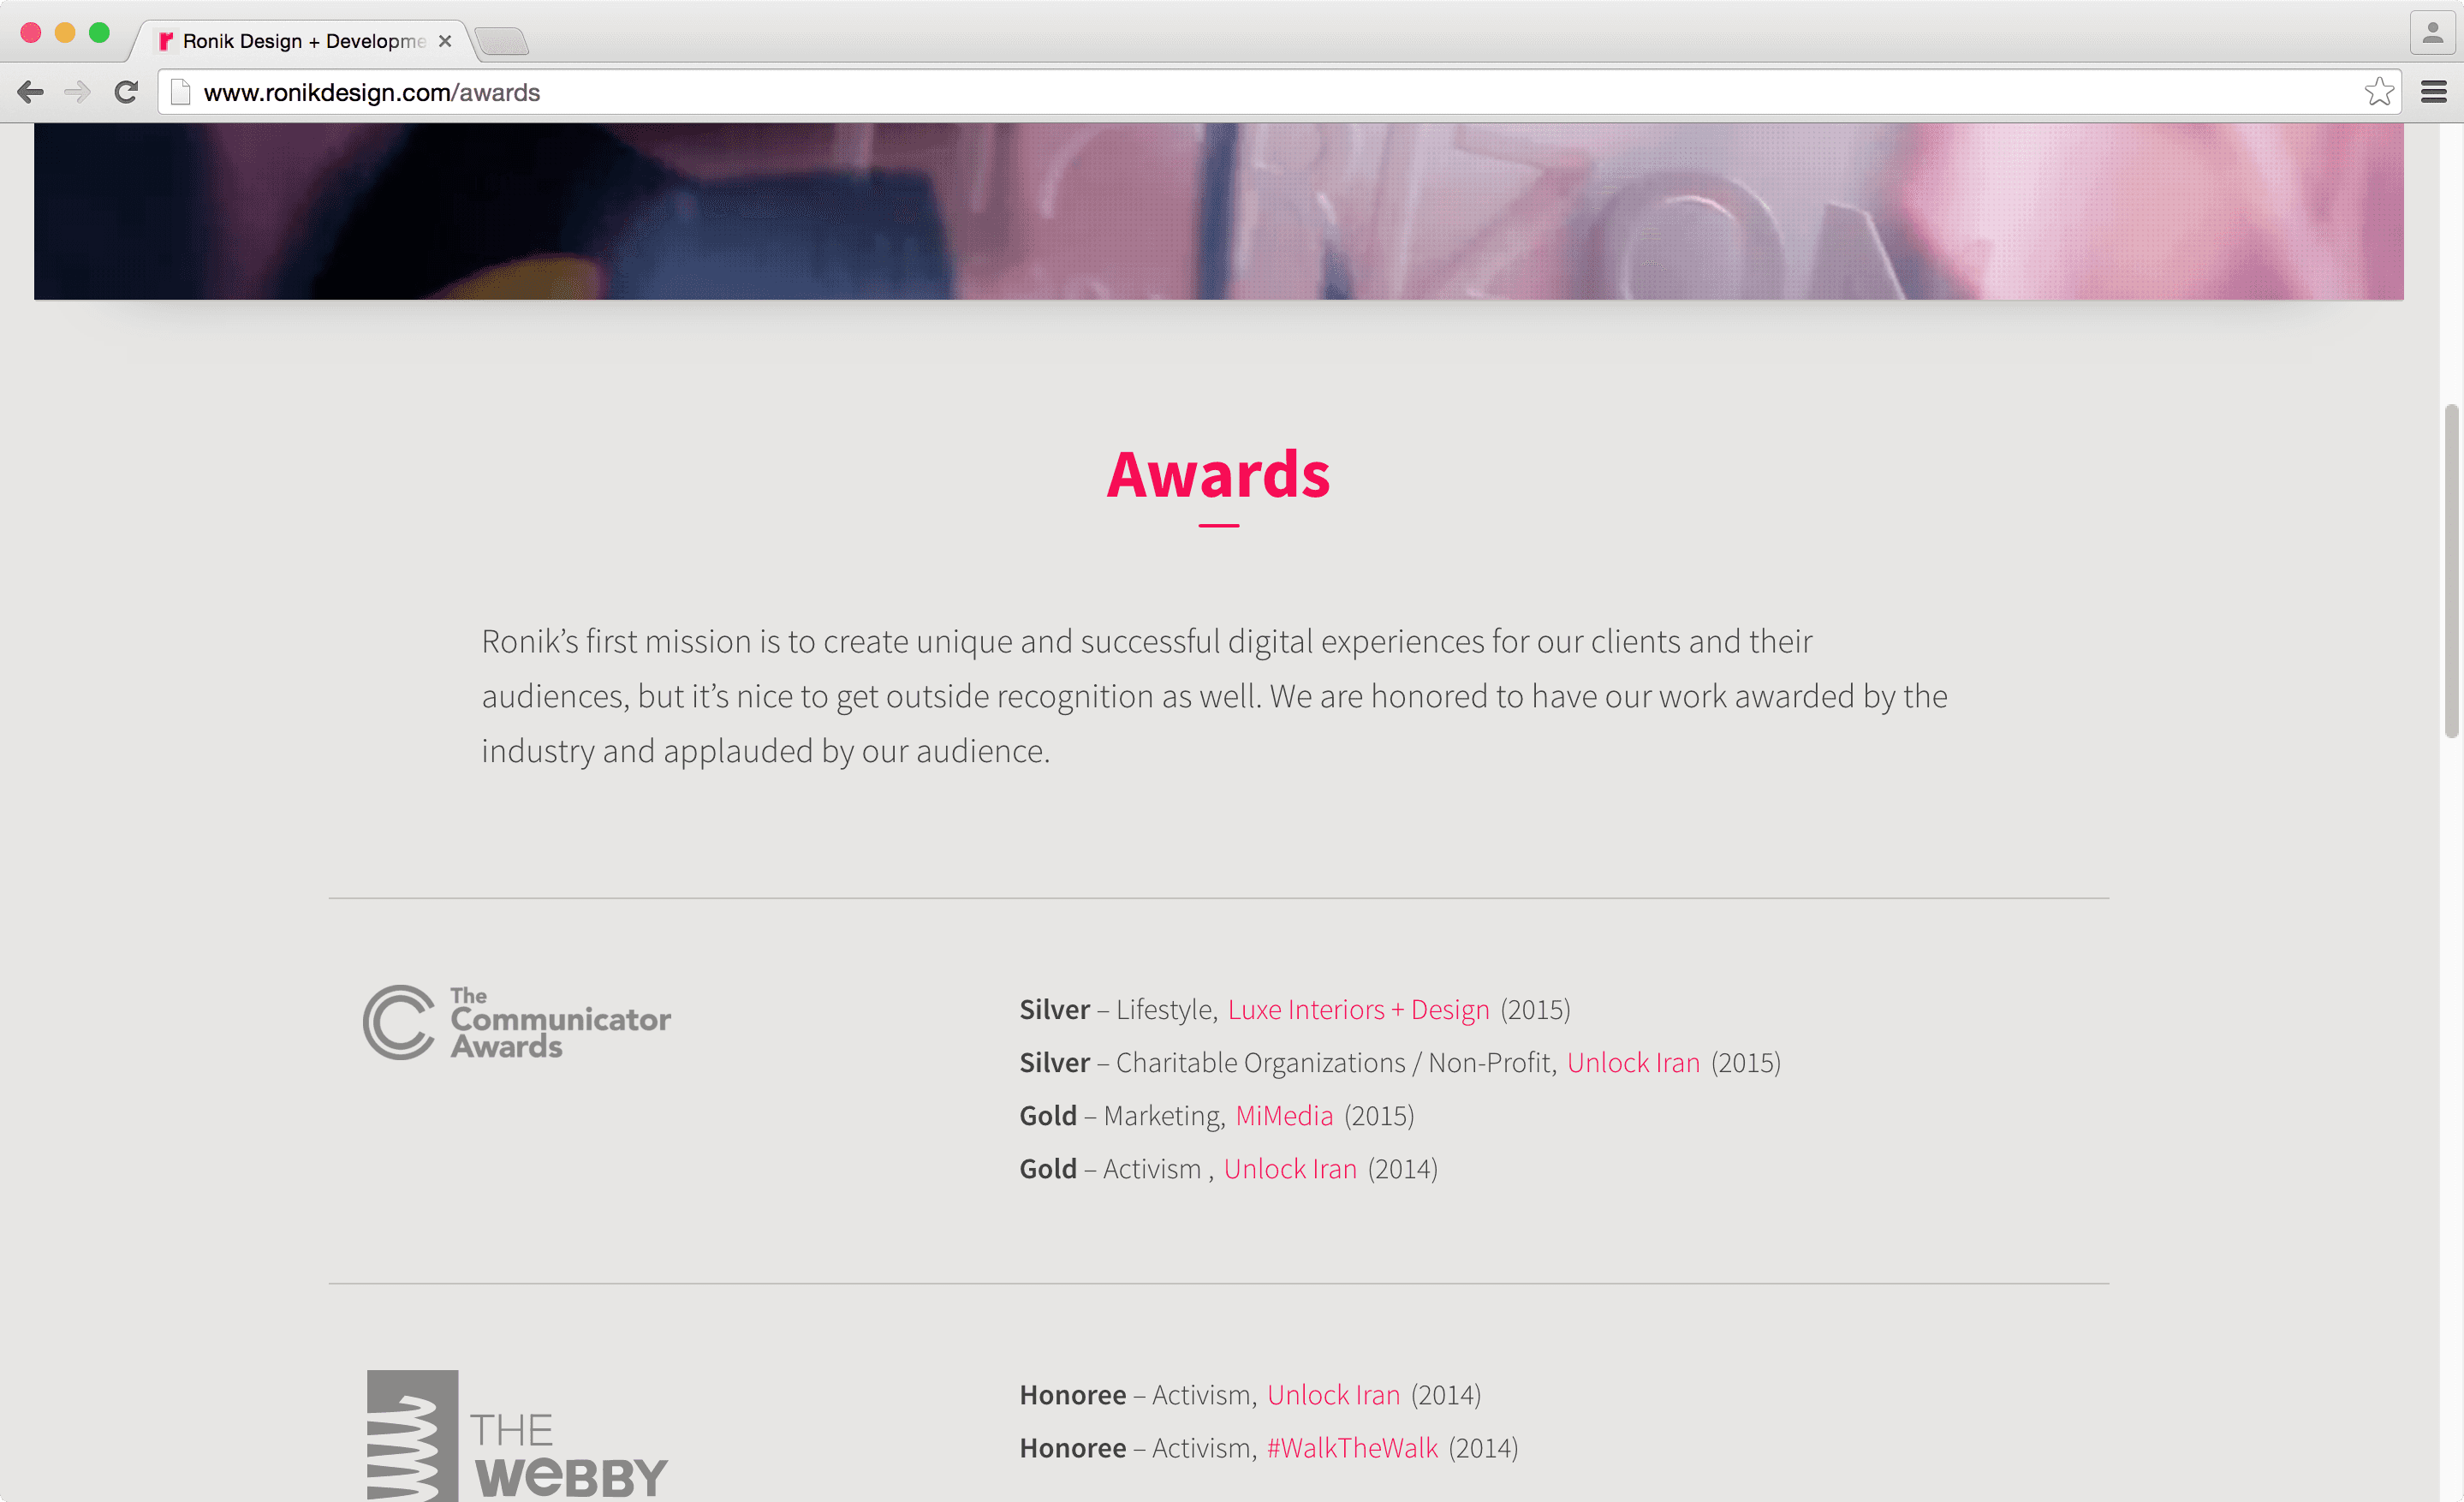 Ronik Design + Developme
www.ronikdesign.com/awards
Awards
Ronik’s first mission is to create unique and successful digital experiences for our clients and their
audiences, but it’s nice to get outside recognition as well. We are honored to have our work awarded by the
industry and applauded by our audience.
The
Communicator
Awards
Silver – Lifestyle, Luxe Interiors + Design (2015)
Silver – Charitable Organizations / Non-Profit, Unlock Iran (2015)
Gold – Marketing, MiMedia (2015)
Gold – Activism , Unlock Iran (2014)
THE
WeBBY
Honoree – Activism, Unlock Iran (2014)
Honoree – Activism, #WalkTheWalk (2014)